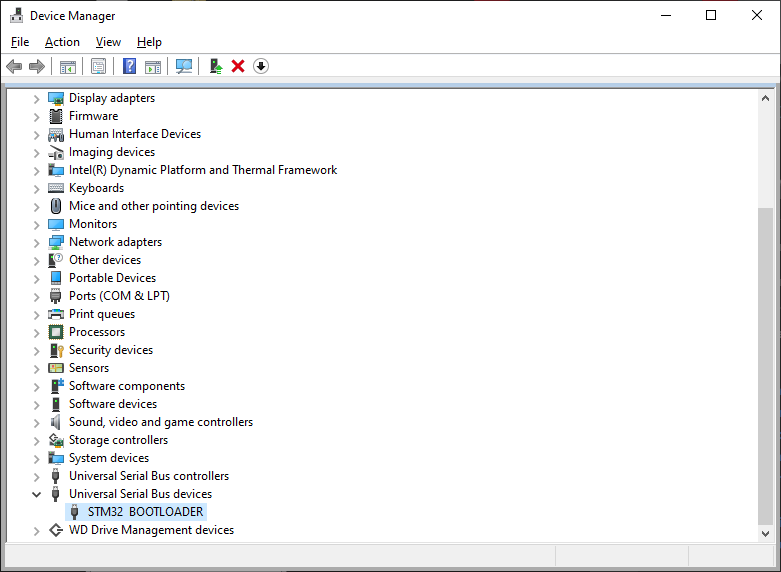 Device Manager
File Action View Help
Display adapters
Firmware
Human Interface Devices
Imaging devices
Intel(R) Dynamic Platform and Thermal Framework
Keyboards
Mice and other pointing devices
Monitors
Network adapters
Other devices
Portable Devices
Ports (COM & LPT)
Print queues
Processors
Security devices
Sensors
Software components
Software devices
Sound, video and game controllers
Storage controllers
System devices
Universal Serial Bus controllers
Universal Serial Bus devices
STM32  BOOTLOADER
WD Drive Management devices